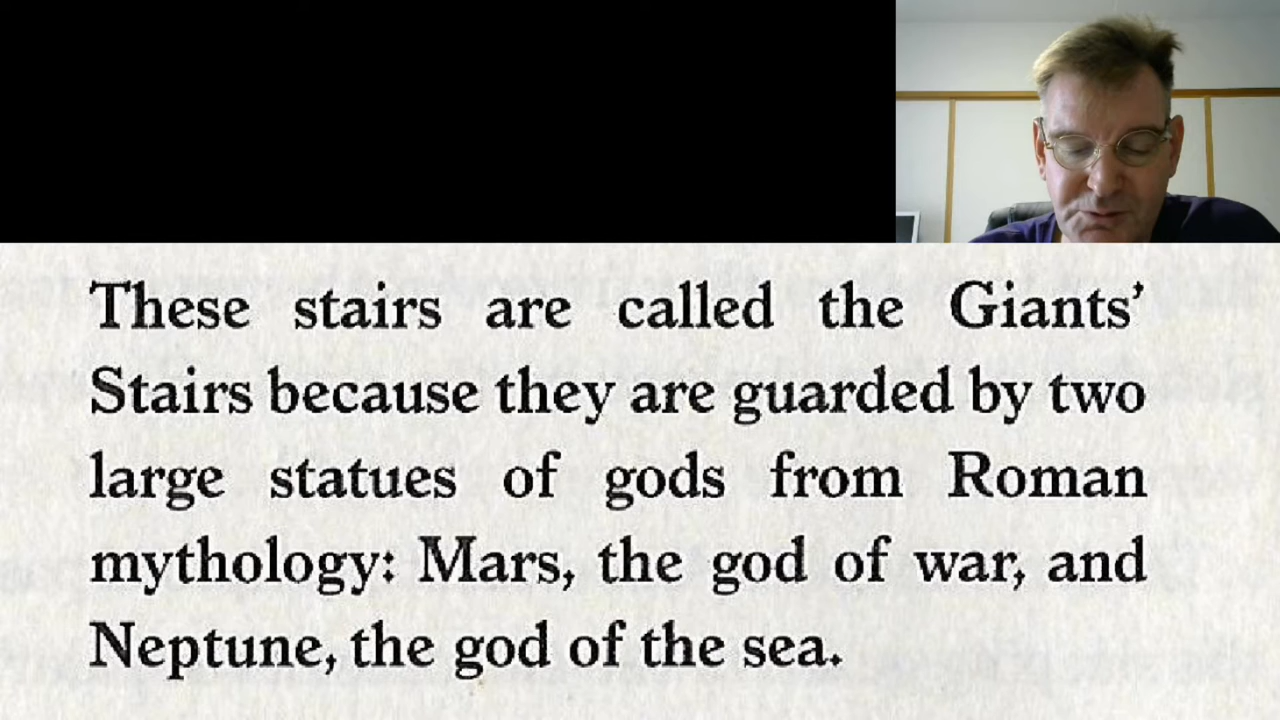 These stairs are called the Giants’
Stairs because they are guarded by two
large statues of gods from Roman
mythology: Mars, the god of war, and
Neptune, the god of the sea.